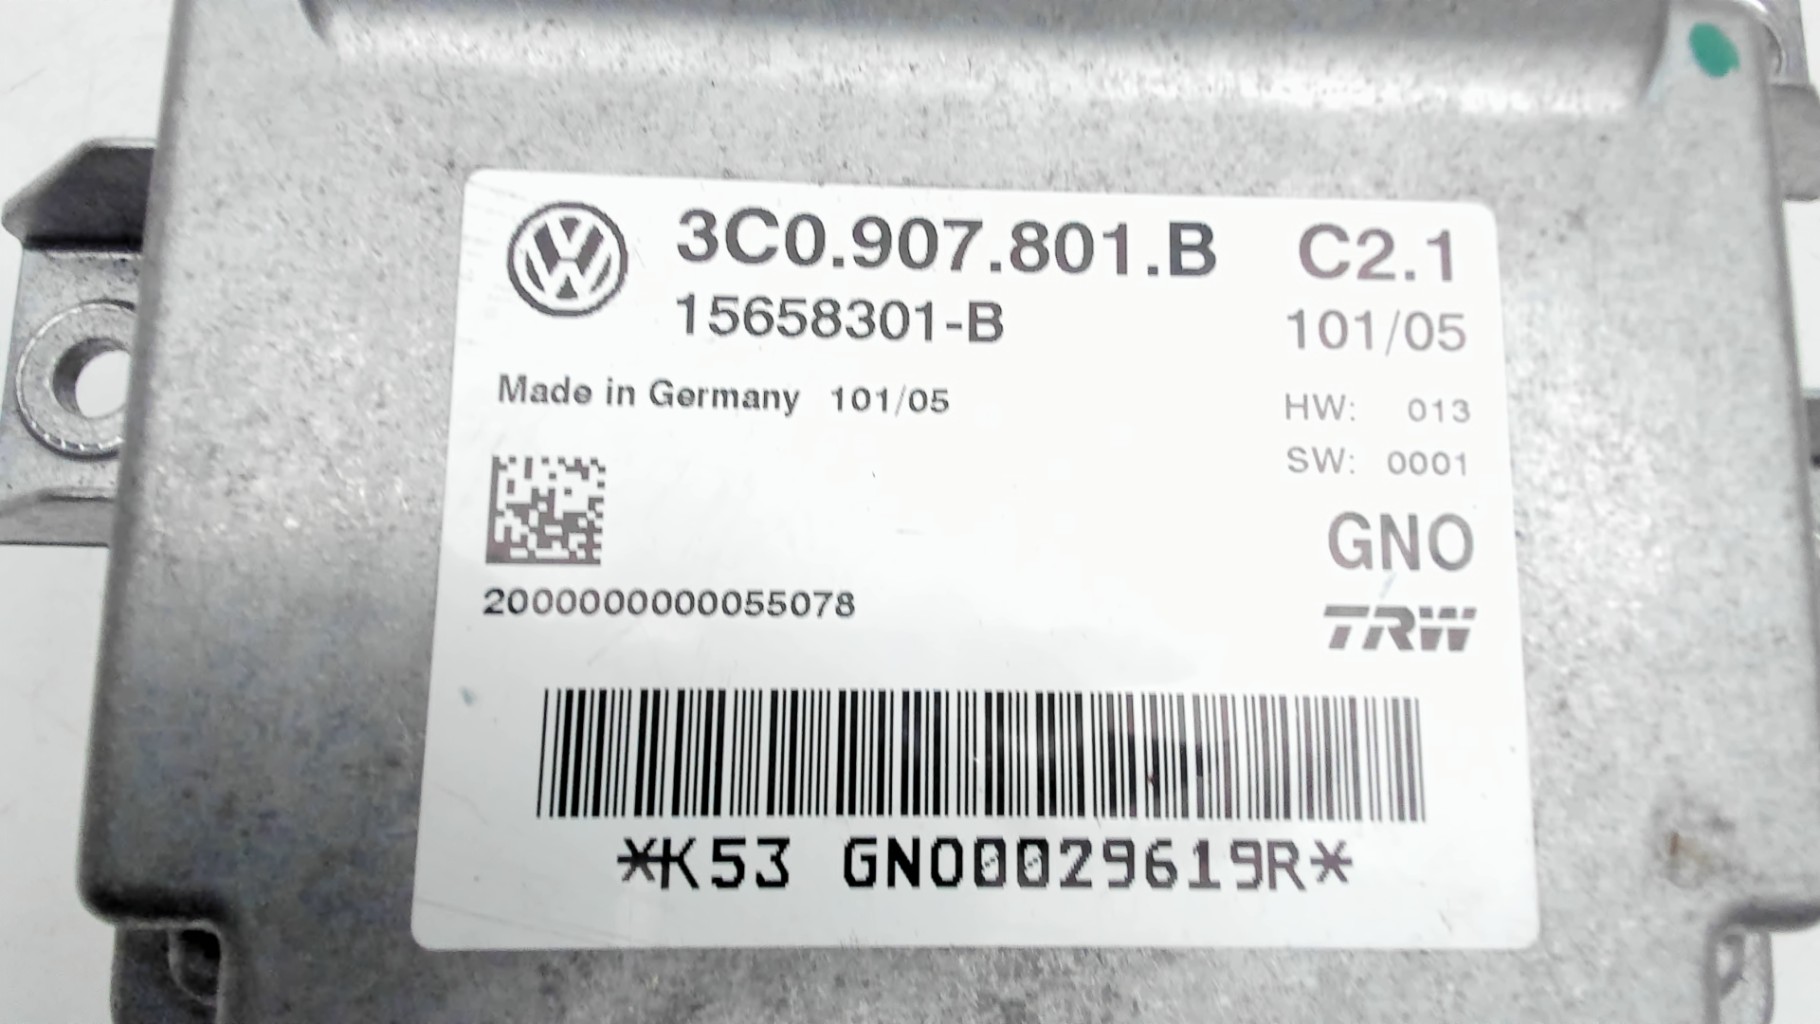 3C0.907.801.B C2.1
15658301-B 101/05
Made in Germany 101/05
HW: 013
SW: 0001
GNO
2000000000055078
TRW
*K53 GNO0029619R*